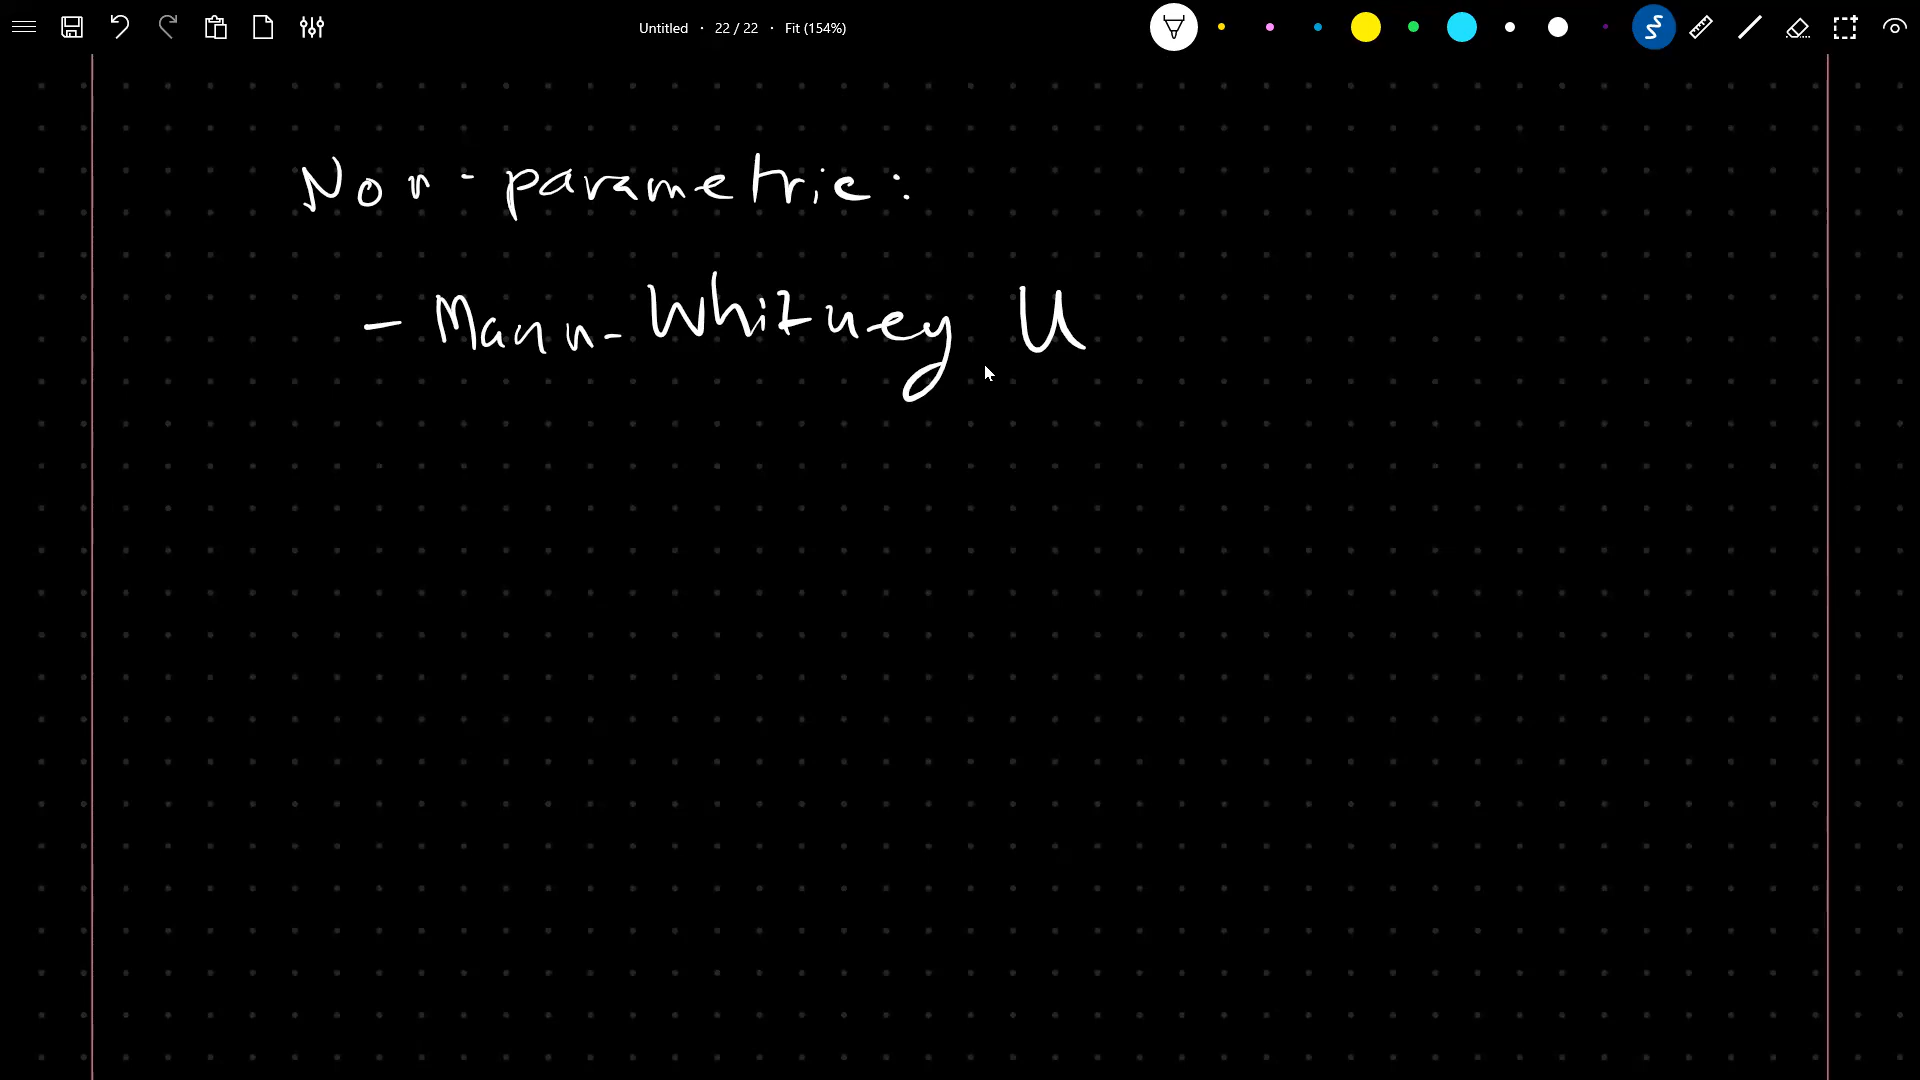 Untitled · 22 / 22 · Fit (154%)
Non-parametric:
- Mann-Whitney U